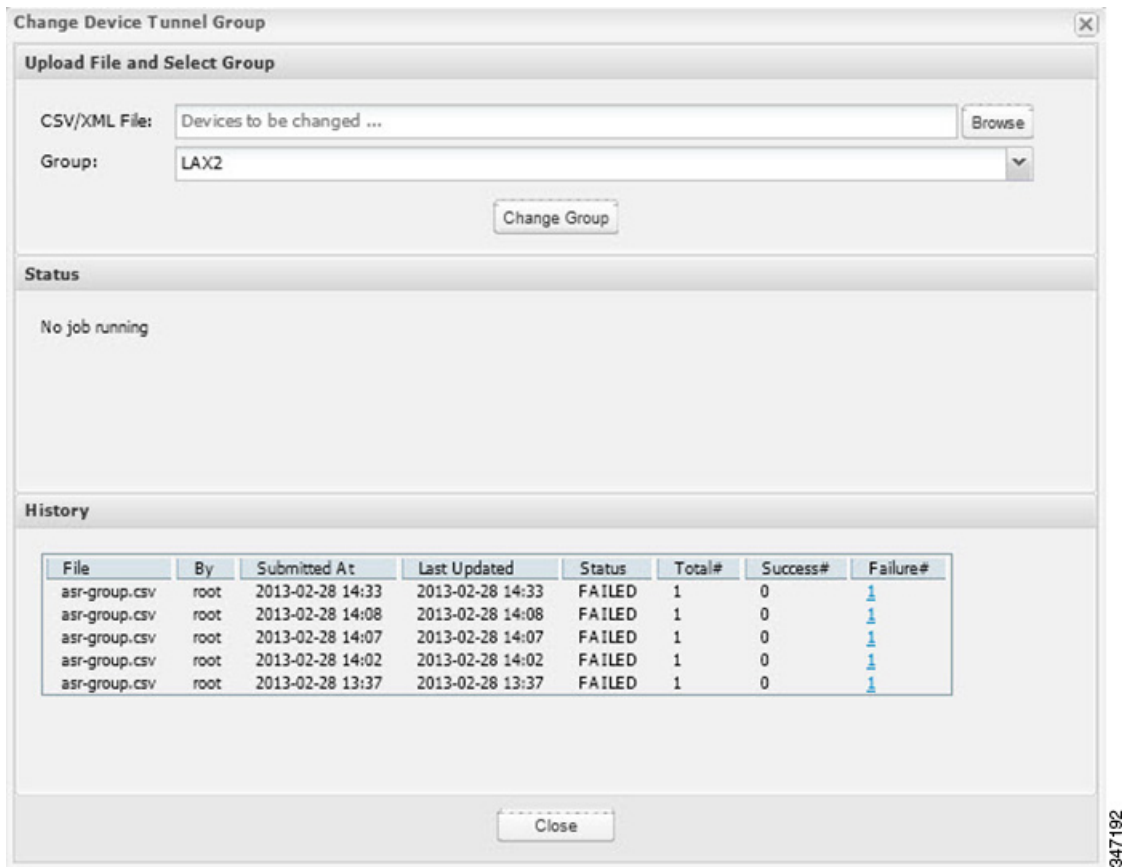 Change Device Tunnel Group
Upload File and Select Group
CSV/XML File: Devices to be changed ... Browse
Group: LAX2
Change Group
Status
No job running
History
File By Submitted At Last Updated Status Total# Success# Failure#
asr-group.csv root 2013-02-28 14:33 2013-02-28 14:33 FAILED 1 0 1
asr-group.csv root 2013-02-28 14:08 2013-02-28 14:08 FAILED 1 0 1
asr-group.csv root 2013-02-28 14:07 2013-02-28 14:07 FAILED 1 0 1
asr-group.csv root 2013-02-28 14:02 2013-02-28 14:02 FAILED 1 0 1
asr-group.csv root 2013-02-28 13:37 2013-02-28 13:37 FAILED 1 0 1
Close
347192